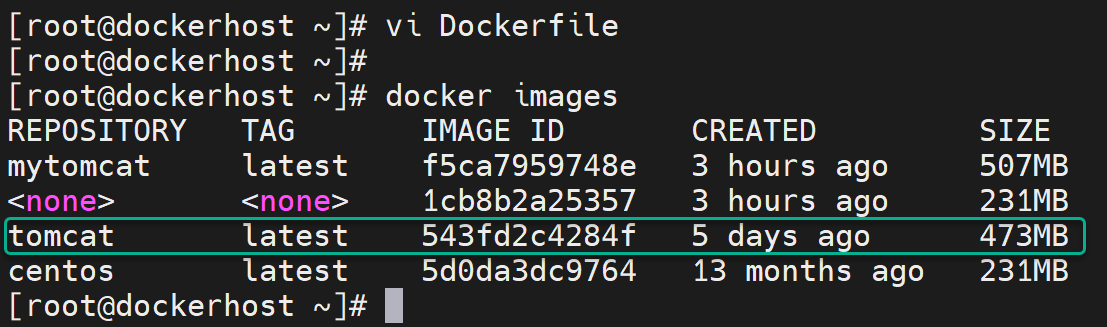 [root@dockerhost ~]# vi Dockerfile
[root@dockerhost ~]#
[root@dockerhost ~]# docker images
REPOSITORY   TAG       IMAGE ID       CREATED         SIZE
mytomcat     latest    f5ca7959748e   3 hours ago     507MB
<none>       <none>    1cb8b2a25357   3 hours ago     231MB
tomcat       latest    543fd2c4284f   5 days ago      473MB
centos       latest    5d0da3dc9764   13 months ago   231MB
[root@dockerhost ~]#